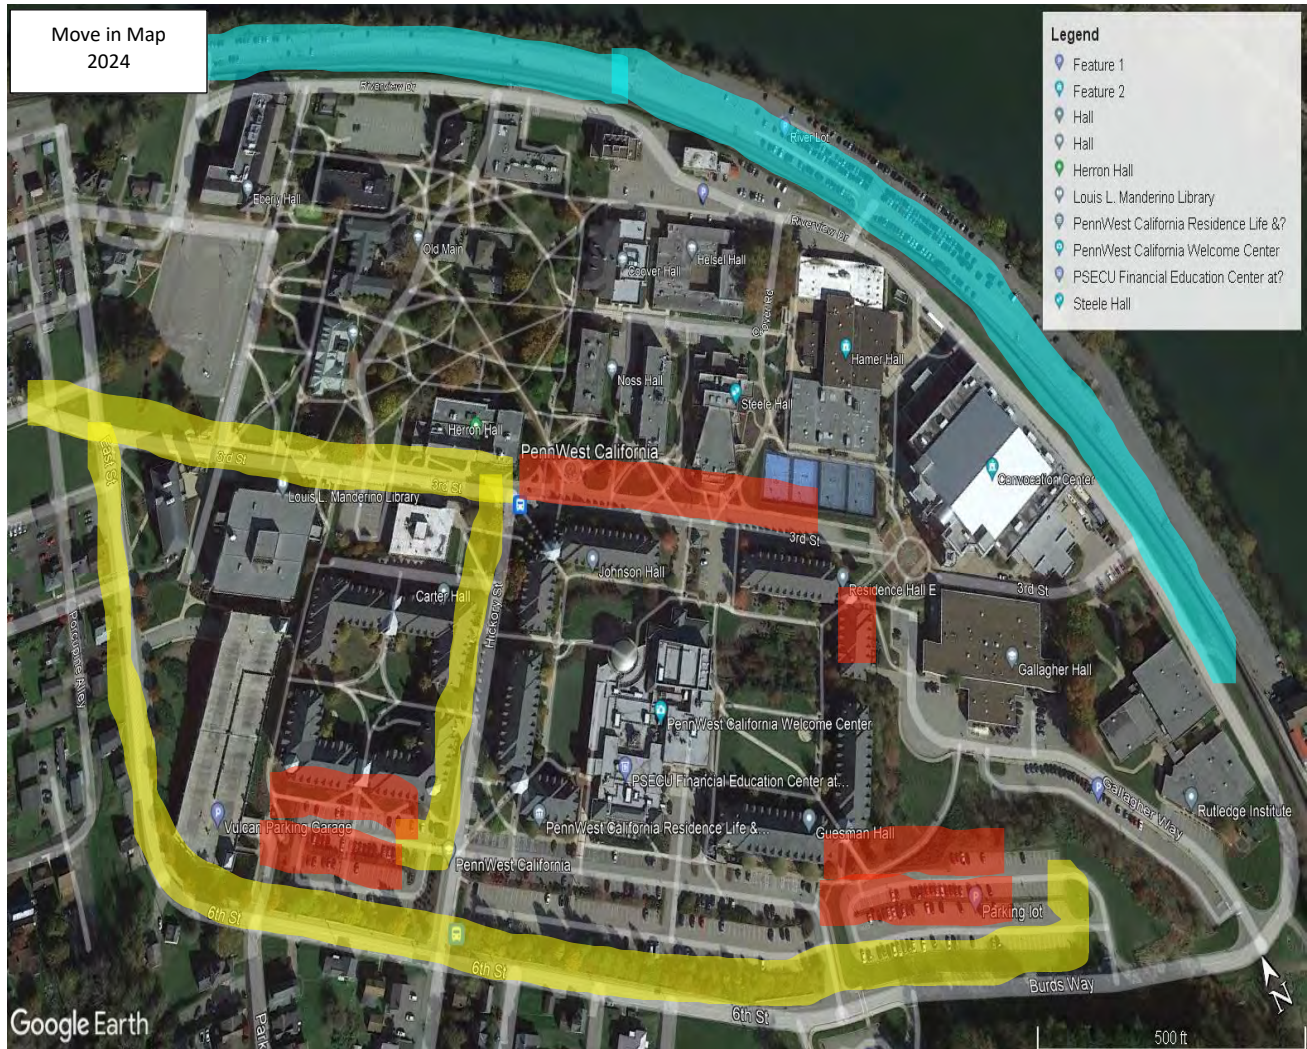 Move in Map
2024
Legend
Feature 1
Feature 2
Hall
Hall
Herron Hall
Louis L. Manderino Library
PennWest California Residence Life &?
PennWest California Welcome Center
PSECU Financial Education Center at?
Steele Hall
Riverview Dr
River Lot
Eberly Hall
Riverview Dr
Old Main
Coover Hall
Helsel Hall
Hamer Hall
Noss Hall
Steele Hall
Herron Hall
PennWest California
East St
3rd St
3rd St
Louis L. Manderino Library
Convocation Center
3rd St
Johnson Hall
Carter Hall
Residence Hall E
3rd St
Hickory St
Porcupine Alley
Gallagher Hall
PennWest California Welcome Center
PSECU Financial Education Center at...
Gallagher Way
Rutledge Institute
Vulcan Parking Garage
PennWest California Residence Life &...
Guesman Hall
PennWest California
Parking lot
6th St
6th St
Burds Way
6th St
Park
N
Google Earth
500 ft